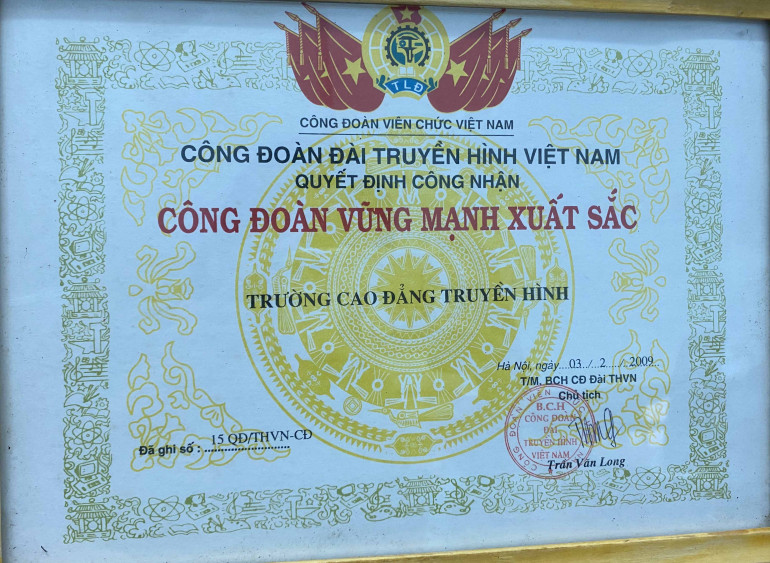 TLĐ
CÔNG ĐOÀN VIÊN CHỨC VIỆT NAM
CÔNG ĐOÀN ĐÀI TRUYỀN HÌNH VIỆT NAM
QUYẾT ĐỊNH CÔNG NHẬN
CÔNG ĐOÀN VỮNG MẠNH XUẤT SẮC
TRƯỜNG CAO ĐẲNG TRUYỀN HÌNH
Hà Nội, ngày 03 / 2 / 2009
T/M. BCH CĐ Đài THVN
Chủ tịch
B.C.H
CÔNG ĐOÀN
ĐÀI
TRUYỀN HÌNH
VIỆT NAM
Trần Văn Long
Đã ghi số : 15 QĐ/THVN-CĐ